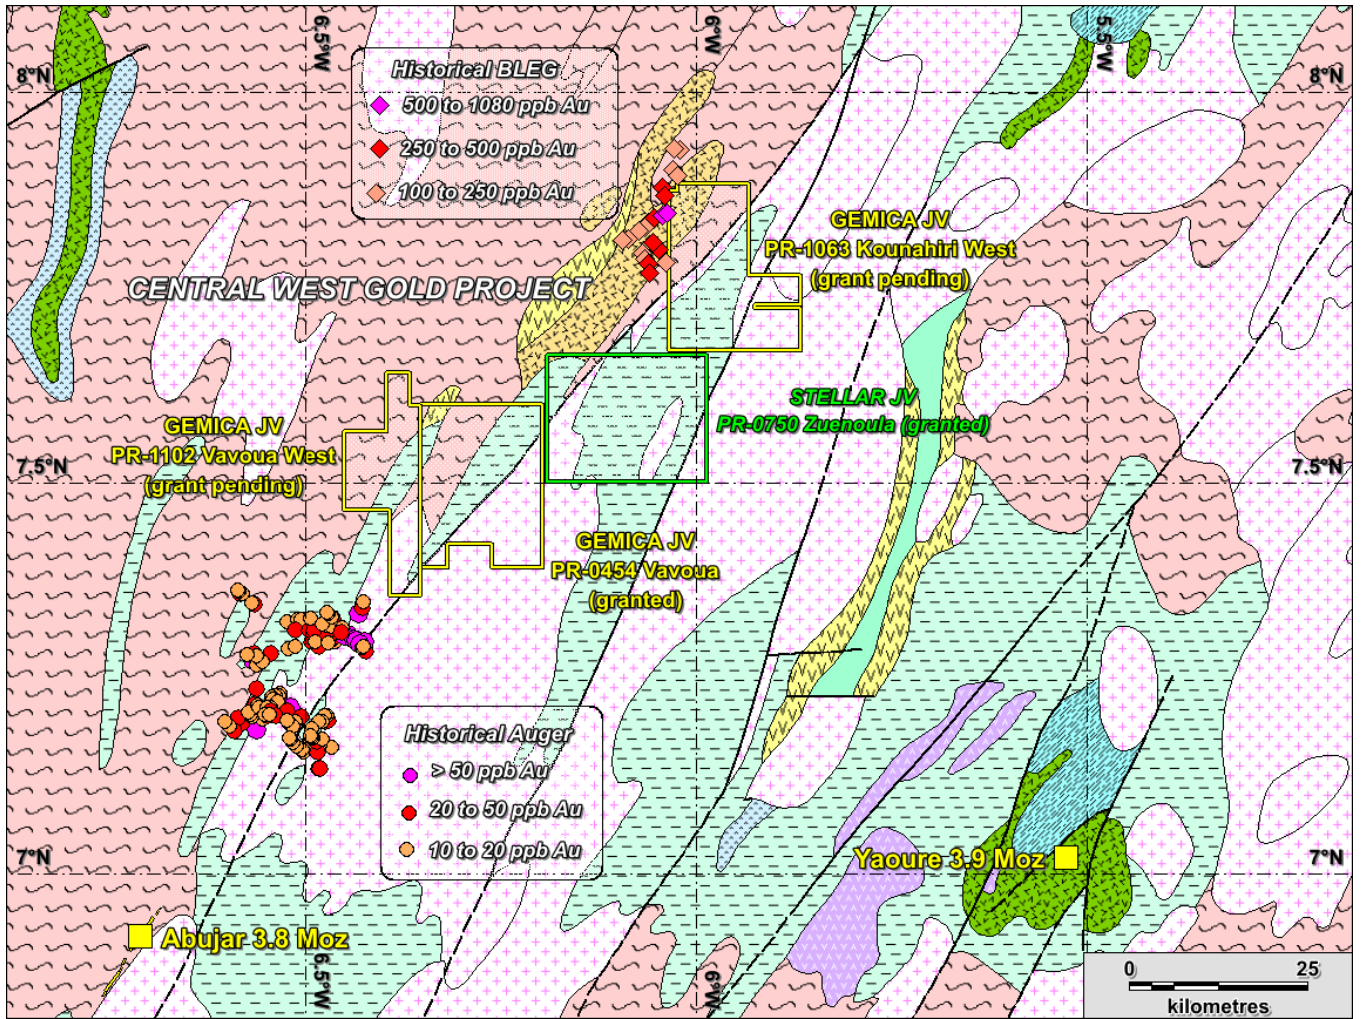 6.5°W
6°W
5.5°W
8°N
8°N
Historical BLEG
500 to 1080 ppb Au
250 to 500 ppb Au
100 to 250 ppb Au
GEMICA JV
PR-1063 Kounahiri West
(grant pending)
CENTRAL WEST GOLD PROJECT
STELLAR JV
PR-0750 Zuenoula (granted)
GEMICA JV
PR-1102 Vavoua West
(grant pending)
7.5°N
7.5°N
GEMICA JV
PR-0454 Vavoua
(granted)
Historical Auger
> 50 ppb Au
20 to 50 ppb Au
10 to 20 ppb Au
7°N
Yaoure 3.9 Moz
7°N
Abujar 3.8 Moz
6.5°W
6°W
0 25
kilometres